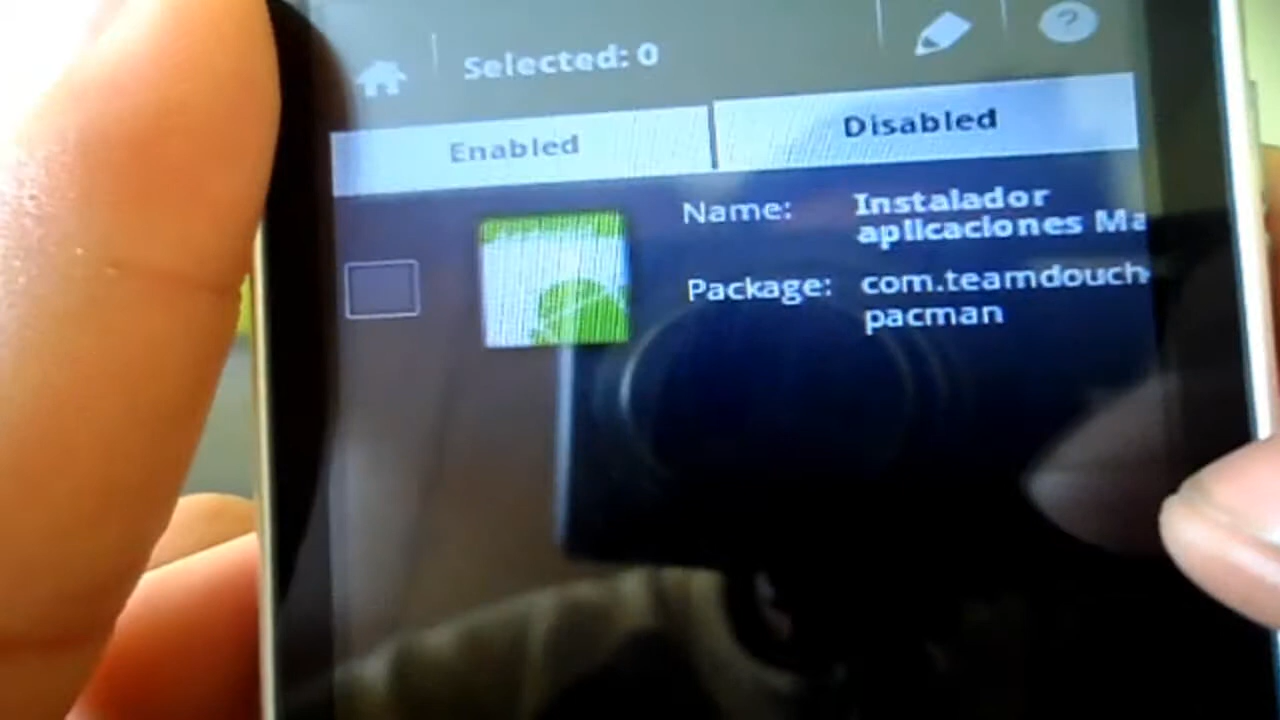 Selected: 0
Enabled
Disabled
Name:
Instalador
aplicaciones Ma
Package:
com.teamdouch
pacman